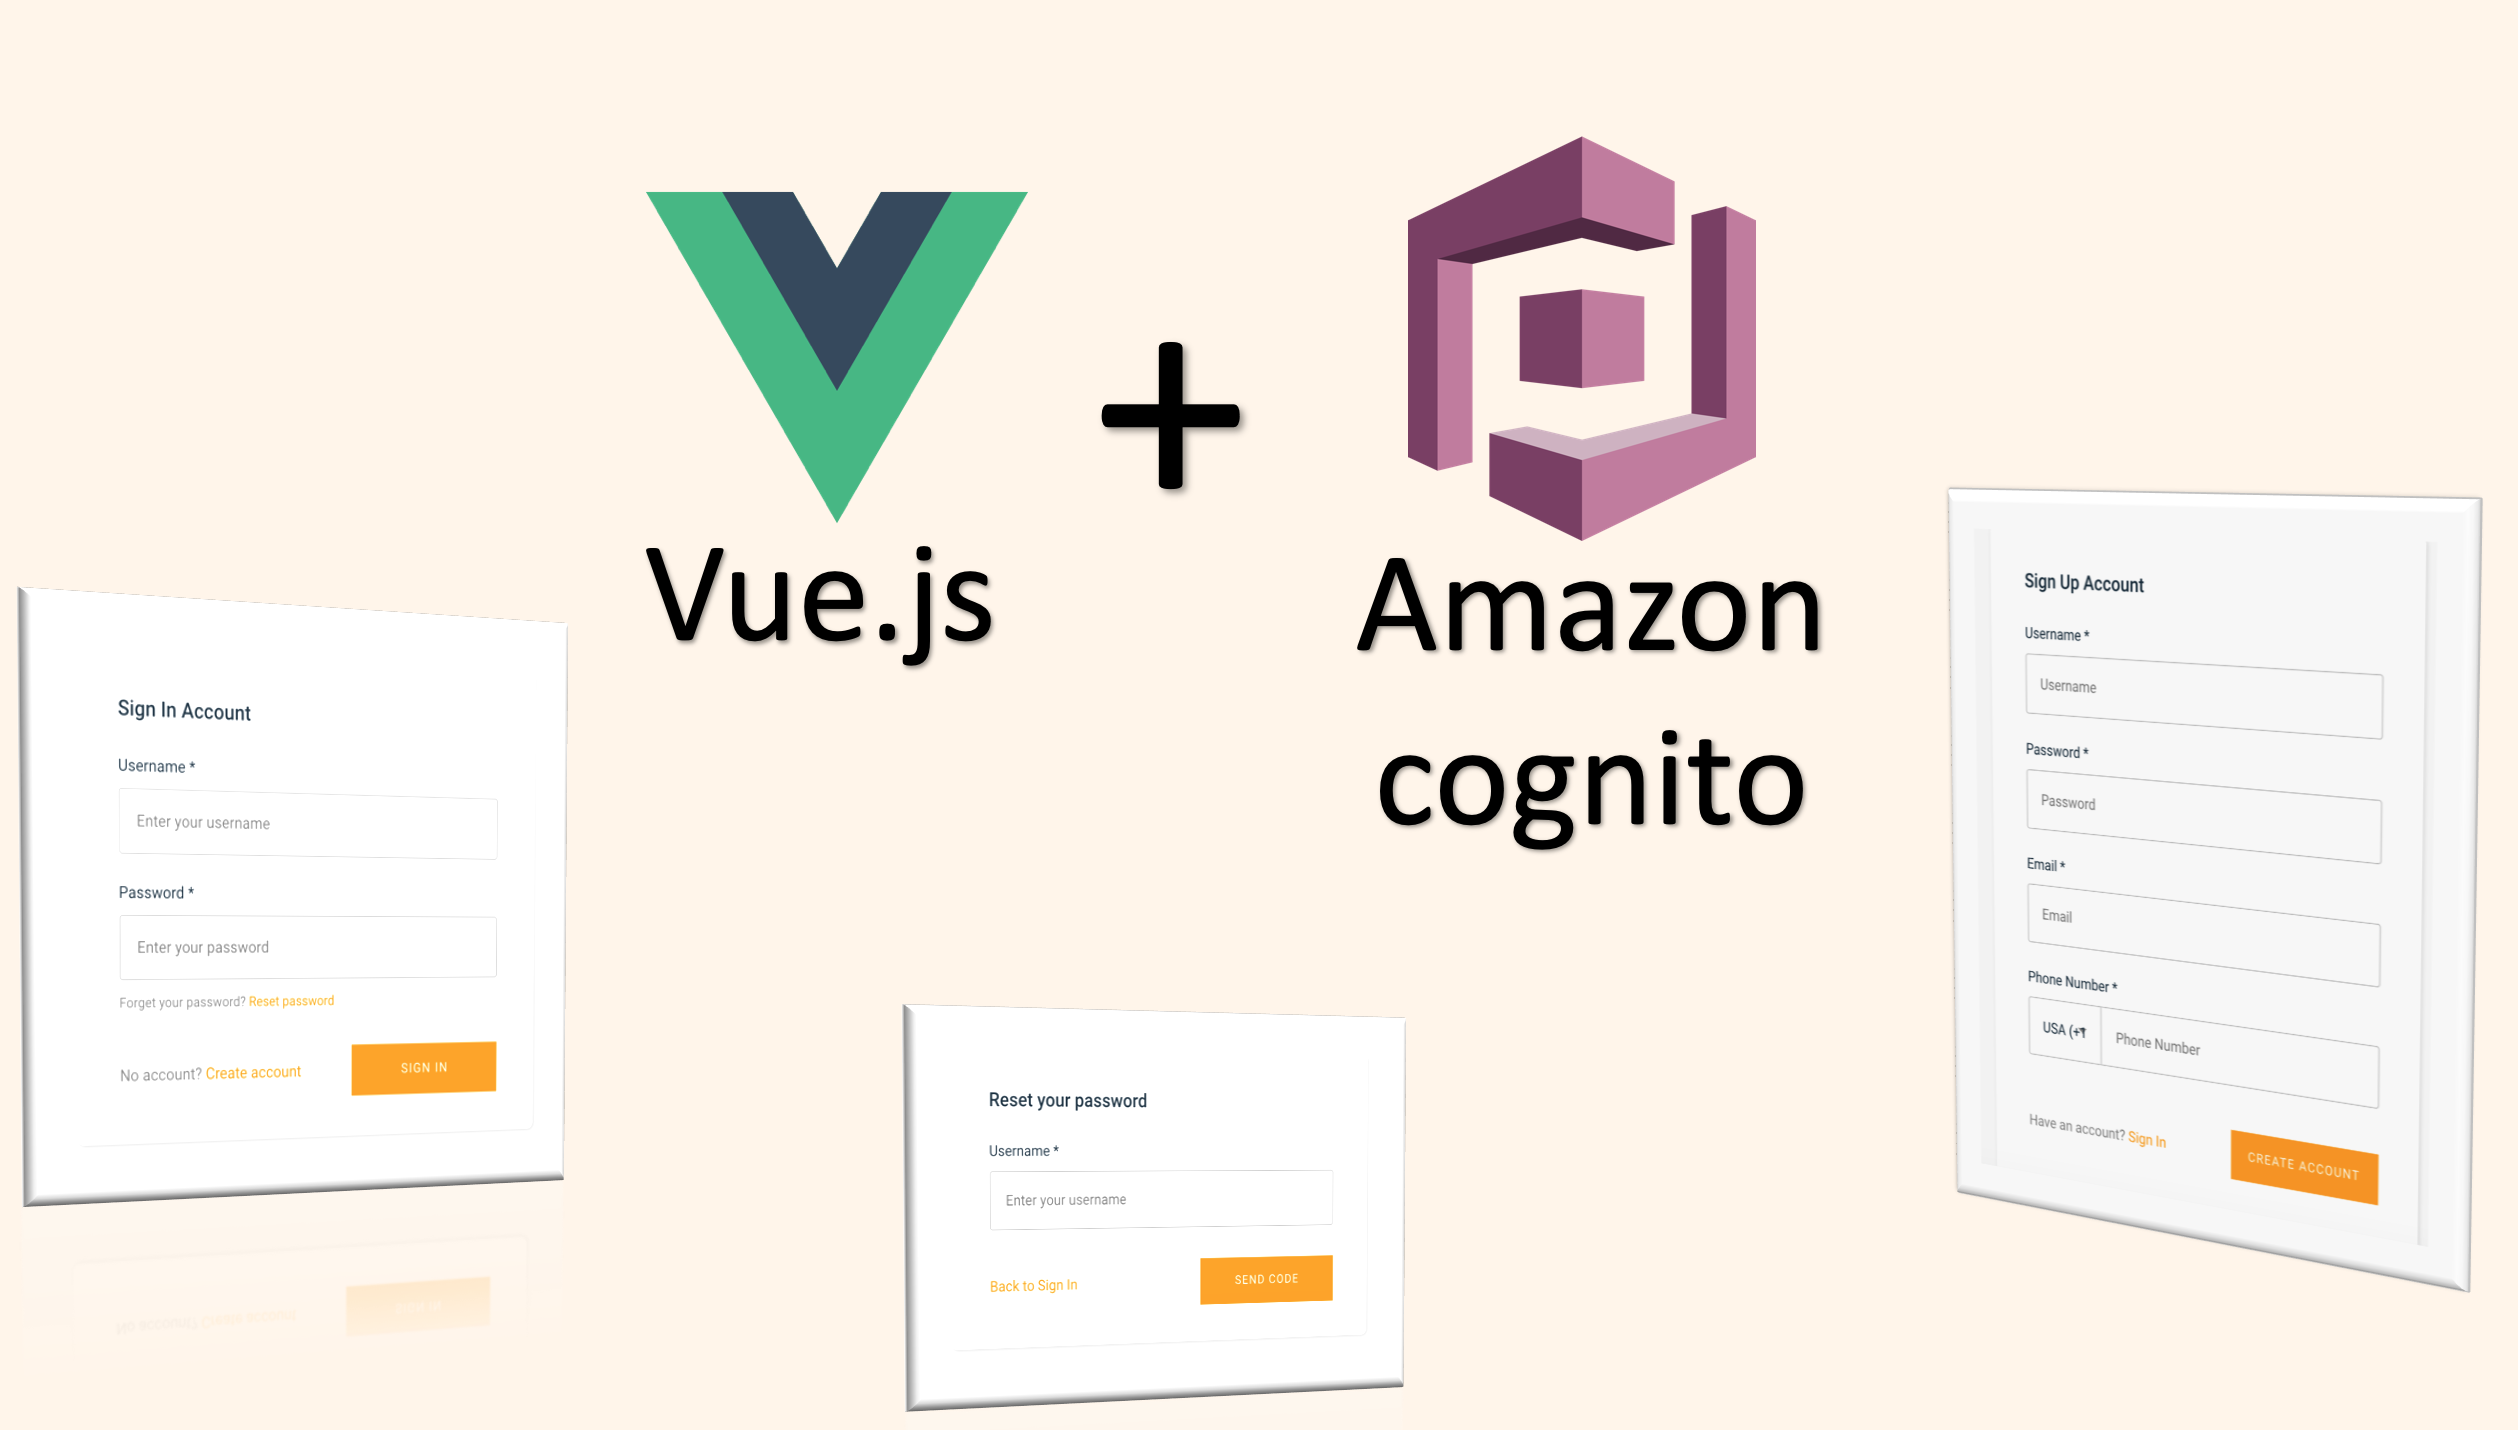 Vue.js
+
Amazon
cognito
Sign In Account
Username *
Enter your username
Password *
Enter your password
Forget your password? Reset password
No account? Create account
SIGN IN
Reset your password
Username *
Enter your username
Back to Sign In
SEND CODE
Sign Up Account
Username *
Username
Password *
Password
Email *
Email
Phone Number *
USA (+
Phone Number
Have an account? Sign In
CREATE ACCOUNT